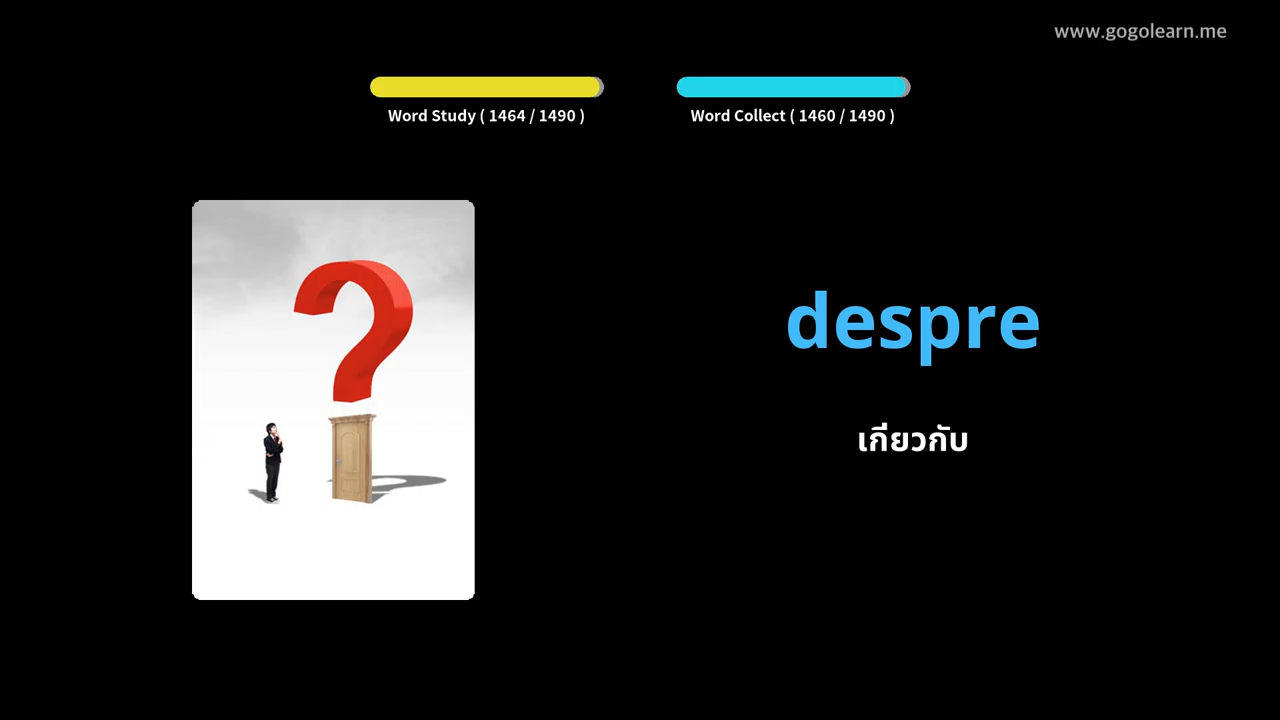 www.gogolearn.me
Word Study ( 1464 / 1490 )
Word Collect ( 1460 / 1490 )
despre
เกี่ยวกับ